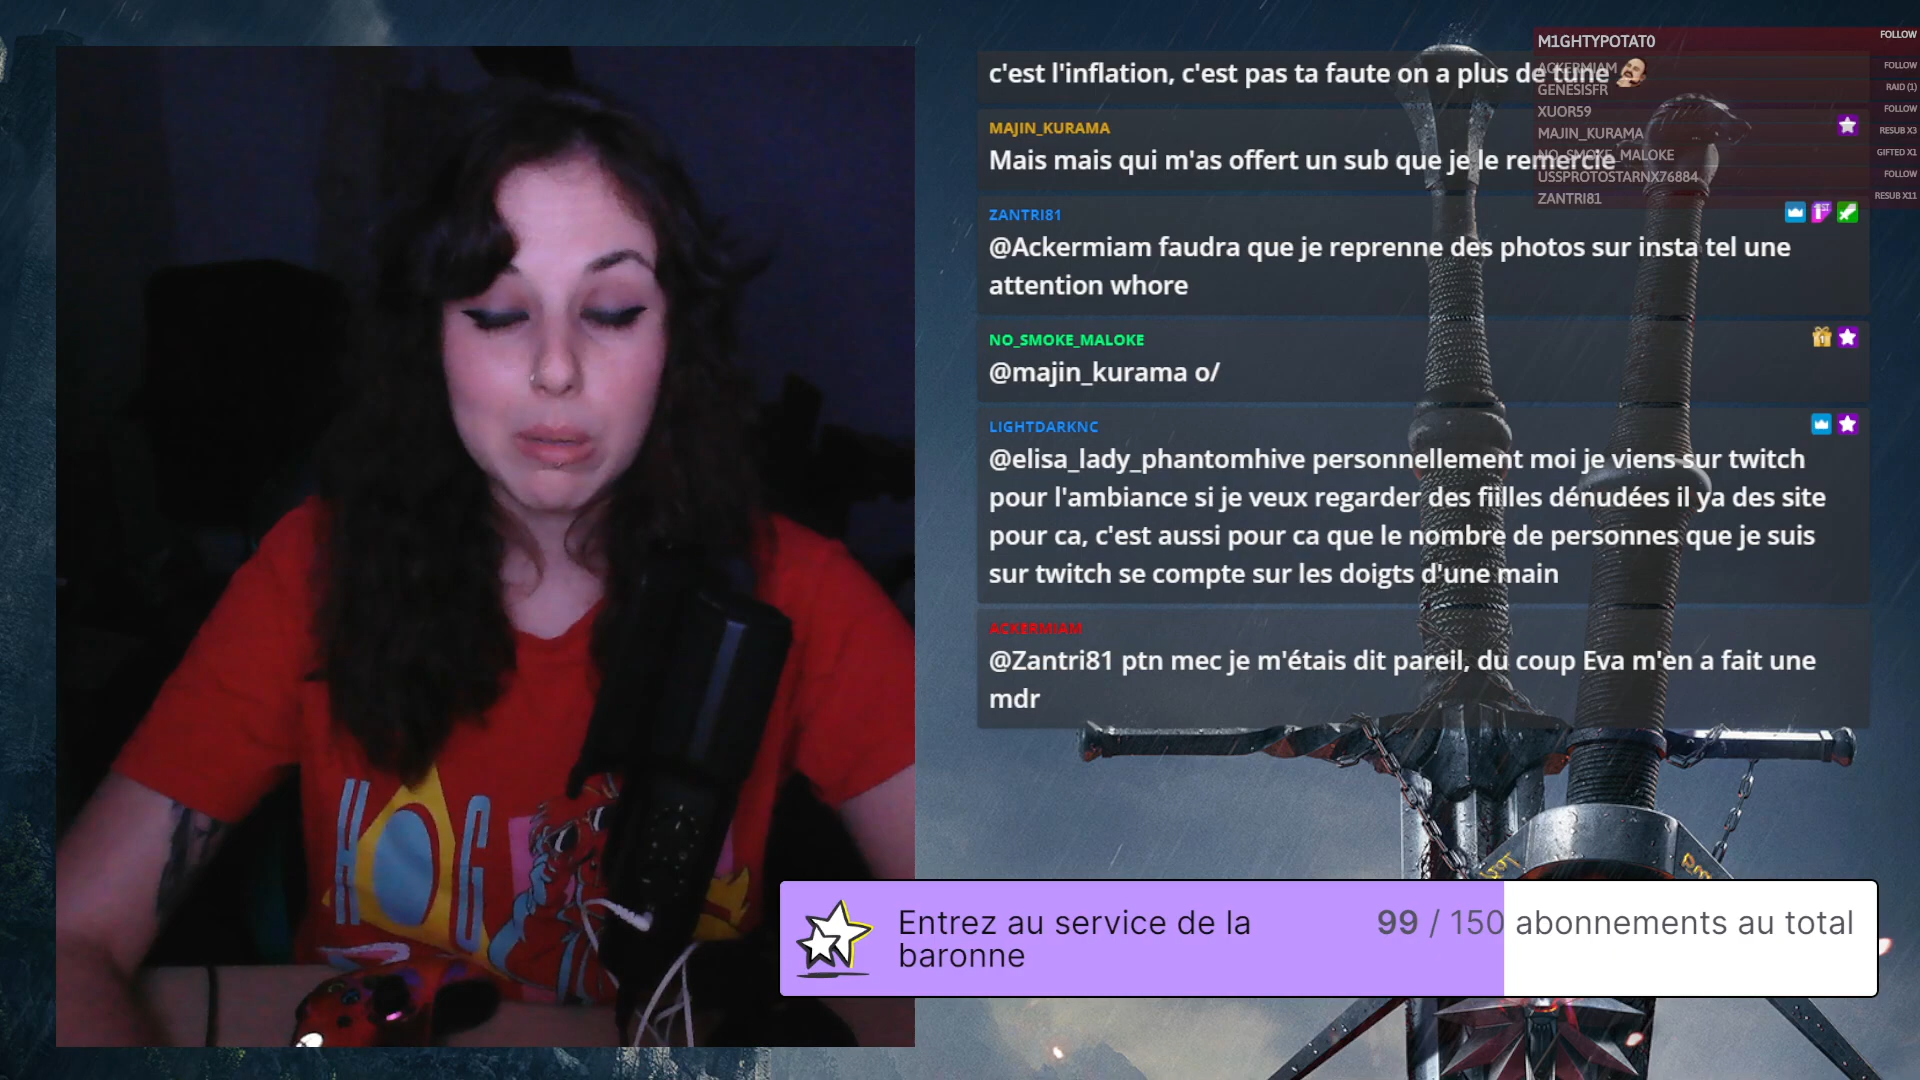 c'est l'inflation, c'est pas ta faute on a plus de tune
MAJIN_KURAMA
Mais mais qui m'as offert un sub que je le remercie
ZANTRI81
@Ackermiam faudra que je reprenne des photos sur insta tel une
attention whore
NO_SMOKE_MALOKE
@majin_kurama o/
LIGHTDARKNC
@elisa_lady_phantomhive personnellement moi je viens sur twitch
pour l'ambiance si je veux regarder des fiilles dénudées il ya des site
pour ca, c'est aussi pour ca que le nombre de personnes que je suis
sur twitch se compte sur les doigts d'une main
ACKERMIAM
@Zantri81 ptn mec je m'étais dit pareil, du coup Eva m'en a fait une
mdr
M1GHTYPOTAT0 FOLLOW
ACKERMIAM FOLLOW
GENESISFR RAID (1)
XUOR59 FOLLOW
MAJIN_KURAMA RESUB X3
NO_SMOKE_MALOKE GIFTED X1
USSPROTOSTARNX76884 FOLLOW
ZANTRI81 RESUB X11
HOG
Entrez au service de la
baronne
99 / 150 abonnements au total